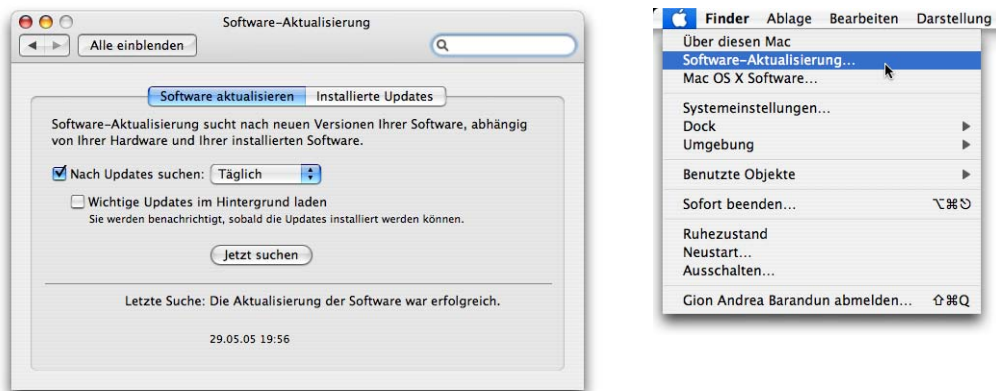 Software-Aktualisierung
Alle einblenden
Software aktualisieren Installierte Updates
Software-Aktualisierung sucht nach neuen Versionen Ihrer Software, abhängig
von Ihrer Hardware und Ihrer installierten Software.
Nach Updates suchen: Täglich
Wichtige Updates im Hintergrund laden
Sie werden benachrichtigt, sobald die Updates installiert werden können.
Jetzt suchen
Letzte Suche: Die Aktualisierung der Software war erfolgreich.
29.05.05 19:56
Finder Ablage Bearbeiten Darstellung
Über diesen Mac
Software-Aktualisierung...
Mac OS X Software...
Systemeinstellungen...
Dock
Umgebung
Benutzte Objekte
Sofort beenden... ⌥⌘⎋
Ruhezustand
Neustart...
Ausschalten...
Gion Andrea Barandun abmelden... ⇧⌘Q